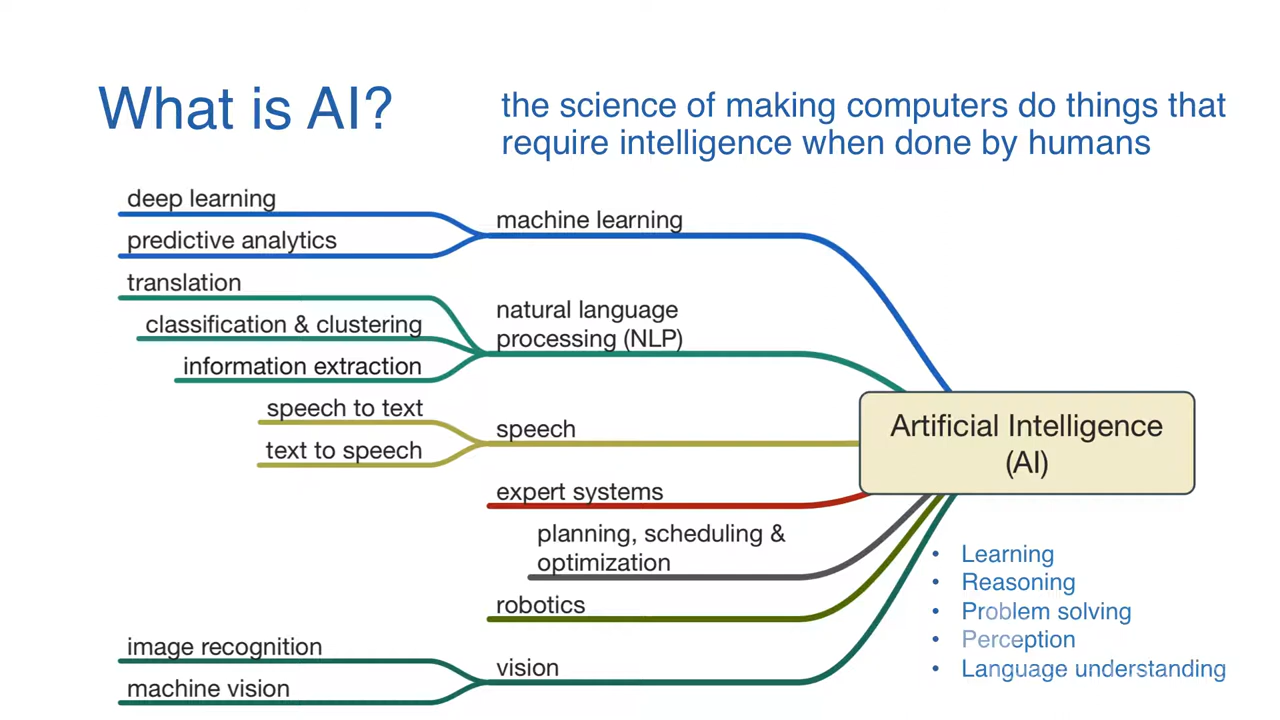 What is AI?
the science of making computers do things that
require intelligence when done by humans
deep learning
predictive analytics
machine learning
translation
classification & clustering
information extraction
natural language
processing (NLP)
speech to text
text to speech
speech
expert systems
planning, scheduling &
optimization
robotics
image recognition
machine vision
vision
Artificial Intelligence
(AI)
• Learning
• Reasoning
• Problem solving
• Perception
• Language understanding